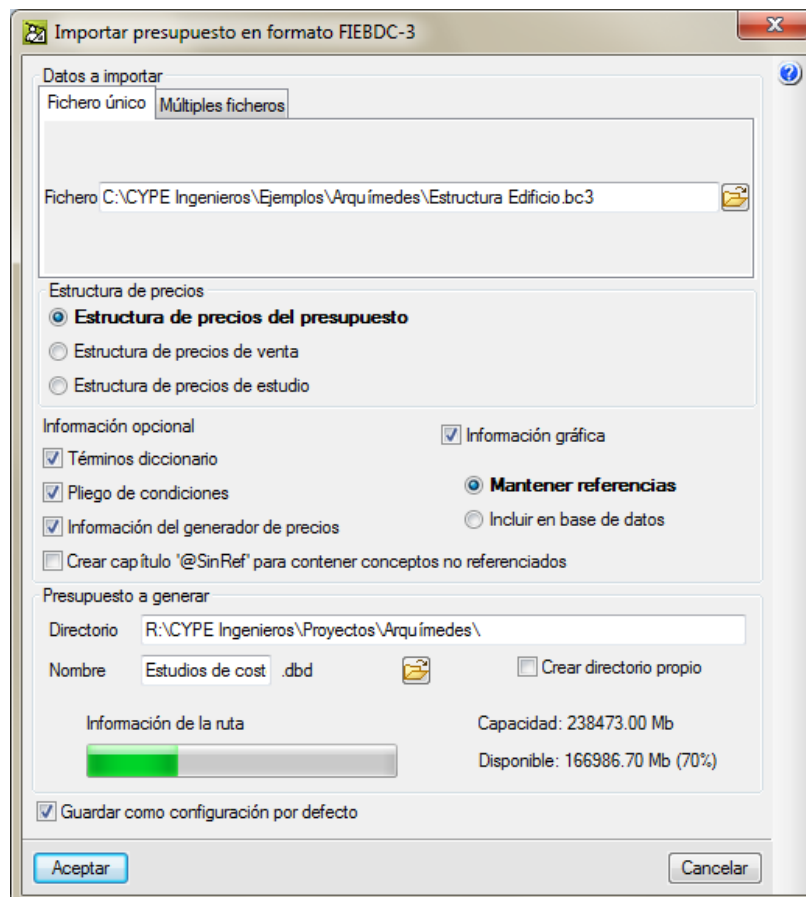 Importar presupuesto en formato FIEBDC-3
Datos a importar
Fichero único Múltiples ficheros
Fichero C:\CYPE Ingenieros\Ejemplos\Arquímedes\Estructura Edificio.bc3
Estructura de precios
Estructura de precios del presupuesto
Estructura de precios de venta
Estructura de precios de estudio
Información opcional
Información gráfica
Términos diccionario
Mantener referencias
Pliego de condiciones
Incluir en base de datos
Información del generador de precios
Crear capítulo '@SinRef' para contener conceptos no referenciados
Presupuesto a generar
Directorio R:\CYPE Ingenieros\Proyectos\Arquímedes\
Nombre Estudios de cost .dbd Crear directorio propio
Información de la ruta Capacidad: 238473.00 Mb
Disponible: 166986.70 Mb (70%)
Guardar como configuración por defecto
Aceptar Cancelar